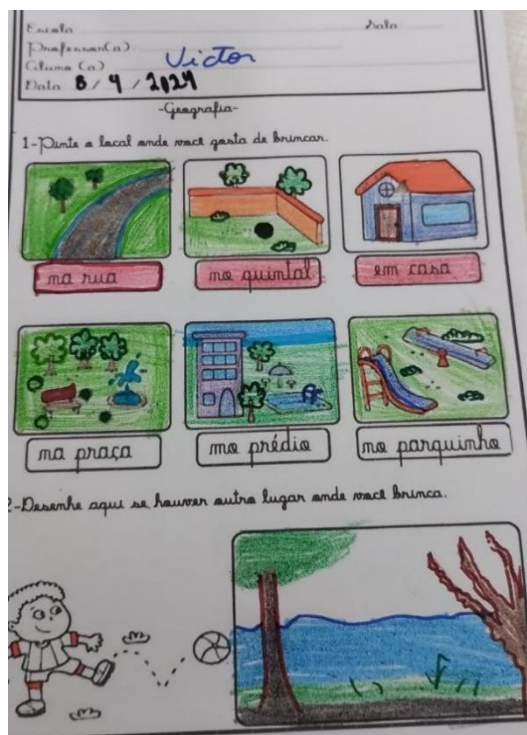 Escola Sala
Professor(a)
Aluno (a) Victor
Data 8 / 4 / 2024
-Geografia-
1-Pinte o local onde você gosta de brincar.
na rua no quintal em casa
na praça no prédio no parquinho
2-Desenhe aqui se houver outro lugar onde você brinca.